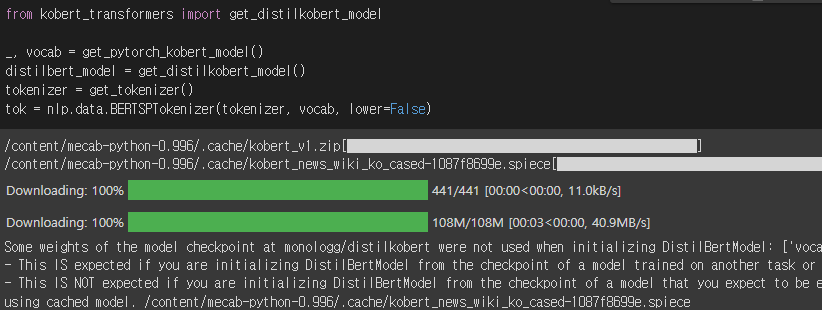 from kobert_transformers import get_distilkobert_model
_, vocab = get_pytorch_kobert_model()
distilbert_model = get_distilkobert_model()
tokenizer = get_tokenizer()
tok = nlp.data.BERTSPTokenizer(tokenizer, vocab, lower=False)
/content/mecab-python-0.996/.cache/kobert_v1.zip[ ]
/content/mecab-python-0.996/.cache/kobert_news_wiki_ko_cased-1087f8699e.spiece[
Downloading: 100% 441/441 [00:00<00:00, 11.0kB/s]
Downloading: 100% 108M/108M [00:03<00:00, 40.9MB/s]
Some weights of the model checkpoint at monologg/distilkobert were not used when initializing DistilBertModel: ['voca
- This IS expected if you are initializing DistilBertModel from the checkpoint of a model trained on another task or
- This IS NOT expected if you are initializing DistilBertModel from the checkpoint of a model that you expect to be e
using cached model. /content/mecab-python-0.996/.cache/kobert_news_wiki_ko_cased-1087f8699e.spiece